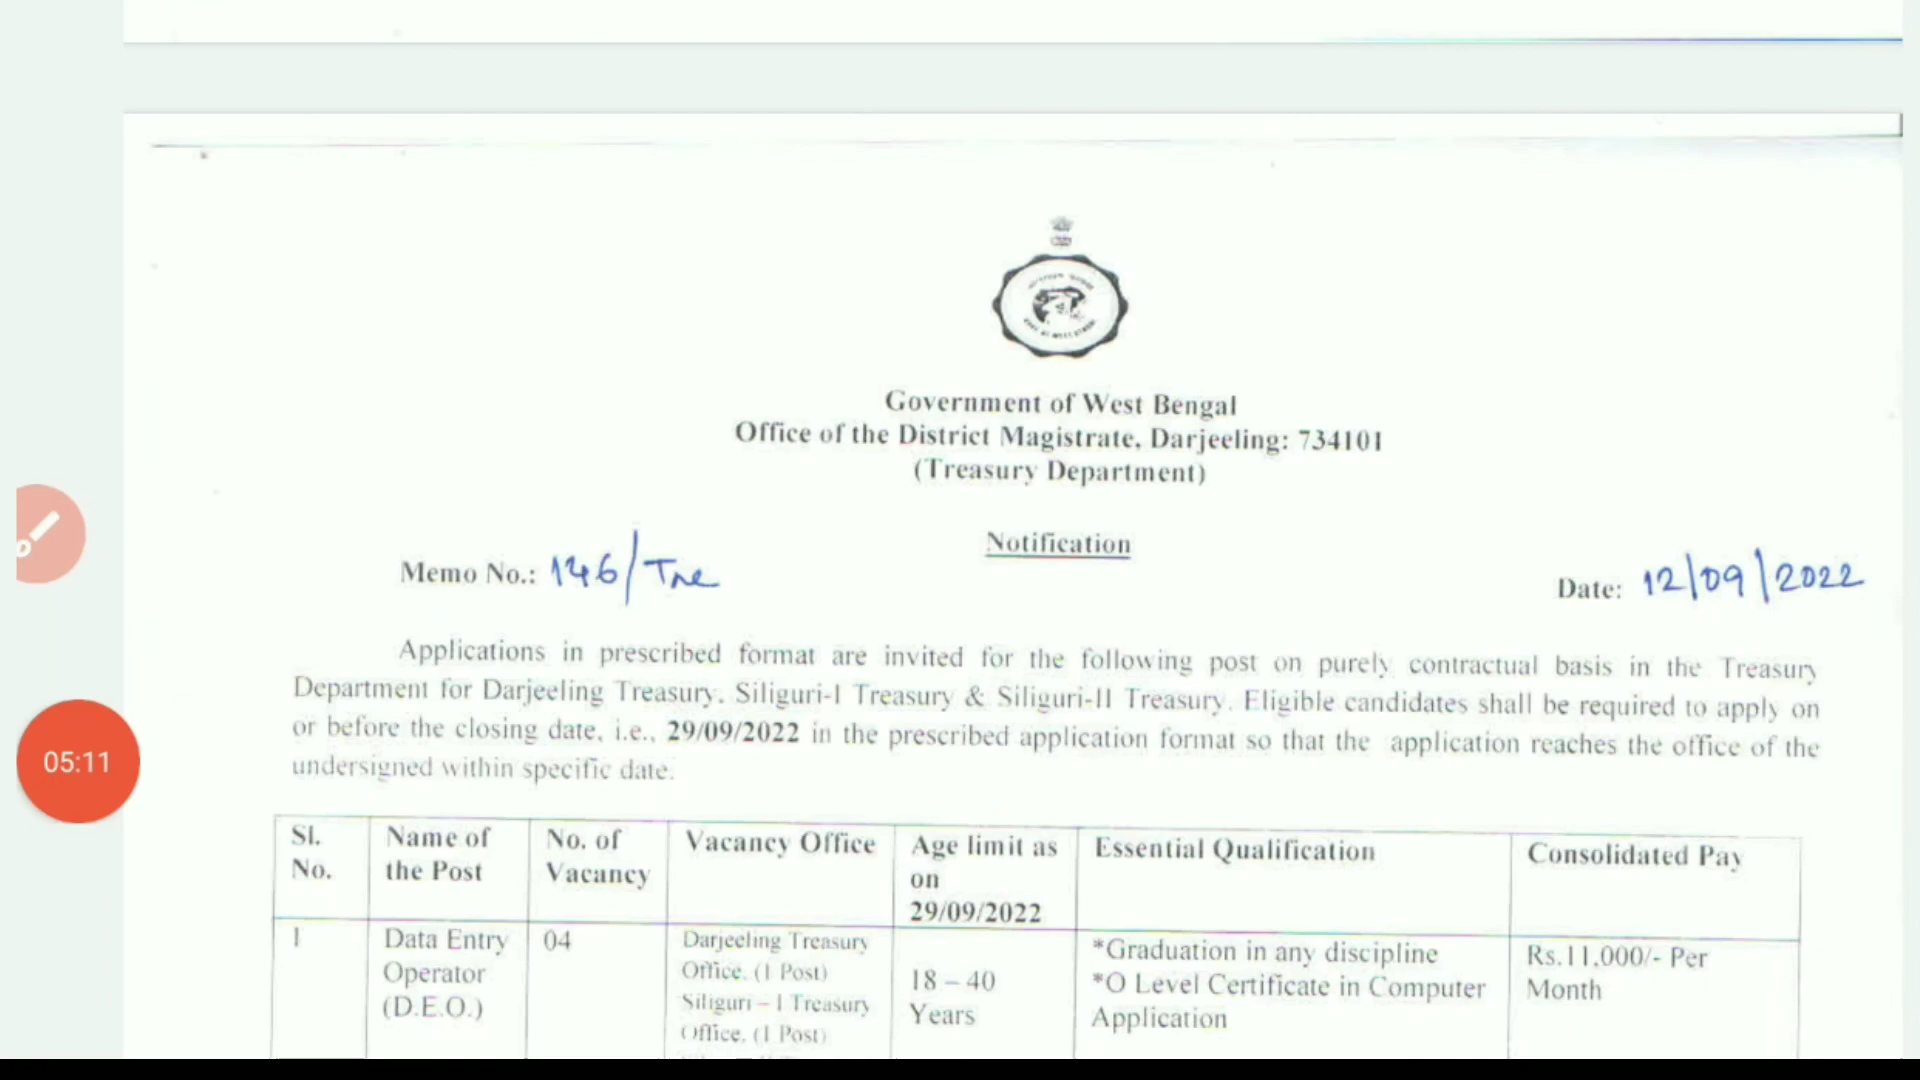 Government of West Bengal
Office of the District Magistrate, Darjeeling: 734101
(Treasury Department)
Notification
Memo No.: 146/Tre
Date: 12/09/2022
Applications in prescribed format are invited for the following post on purely contractual basis in the Treasury
Department for Darjeeling Treasury, Siliguri-I Treasury & Siliguri-II Treasury. Eligible candidates shall be required to apply on
or before the closing date, i.e., 29/09/2022 in the prescribed application format so that the application reaches the office of the
undersigned within specific date.
05:11
Sl. No.
Name of the Post
No. of Vacancy
Vacancy Office
Age limit as on 29/09/2022
Essential Qualification
Consolidated Pay
1
Data Entry
Operator
(D.E.O.)
04
Darjeeling Treasury
Office. (1 Post)
Siliguri – I Treasury
Office. (1 Post)
18 – 40
Years
*Graduation in any discipline
*O Level Certificate in Computer
Application
Rs.11,000/- Per
Month